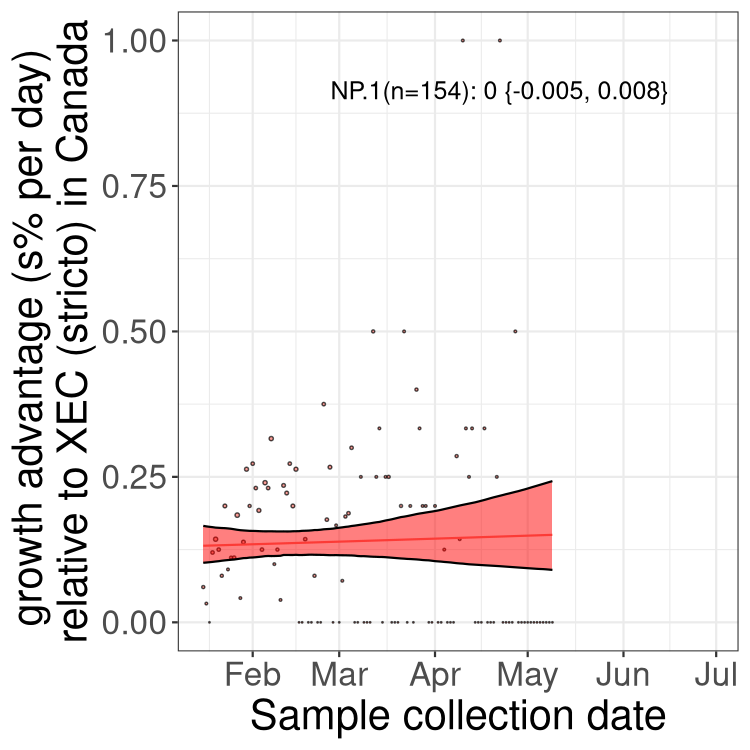 growth advantage (s% per day)
relative to XEC (stricto) in Canada
1.00
0.75
0.50
0.25
0.00
NP.1(n=154): 0 {-0.005, 0.008}
Feb Mar Apr May Jun Jul
Sample collection date